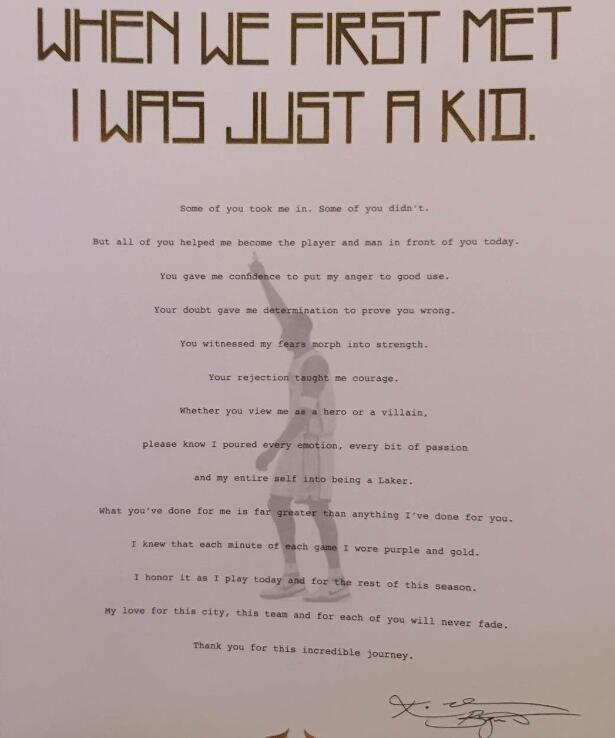 WHEN WE FIRST MET
I WAS JUST A KID.
Some of you took me in. Some of you didn't.
But all of you helped me become the player and man in front of you today.
You gave me confidence to put my anger to good use.
Your doubt gave me determination to prove you wrong.
You witnessed my fears morph into strength.
Your rejection taught me courage.
Whether you view me as a hero or a villain,
please know I poured every emotion, every bit of passion
and my entire self into being a Laker.
What you've done for me is far greater than anything I've done for you.
I knew that each minute of each game I wore purple and gold.
I honor it as I play today and for the rest of this season.
My love for this city, this team and for each of you will never fade.
Thank you for this incredible journey.